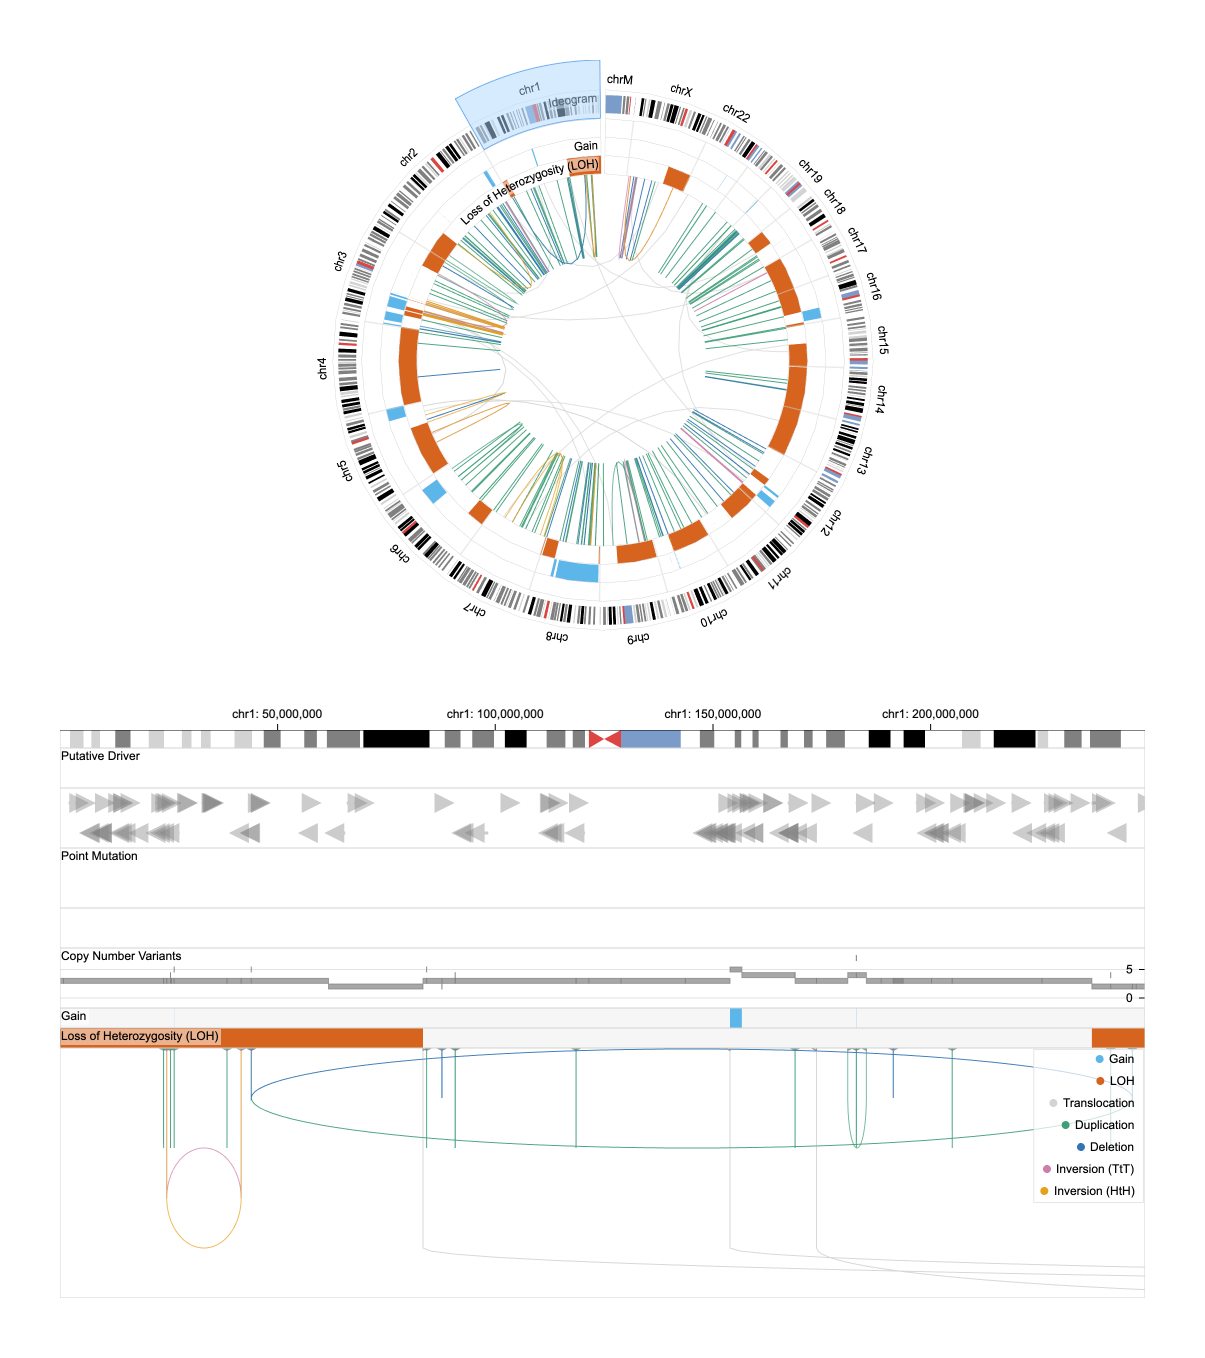 chrM
chrX
chr1
Ideogram
chr22
Gain
chr2
Loss of Heterozygosity (LOH)
chr19
chr18
chr17
chr3
chr16
chr15
chr4
chr14
chr13
chr5
chr12
chr6
chr11
chr7
chr10
chr8
chr9
chr1: 50,000,000
chr1: 100,000,000
chr1: 150,000,000
chr1: 200,000,000
Putative Driver
Point Mutation
Copy Number Variants
5
0
Gain
Loss of Heterozygosity (LOH)
Gain
LOH
Translocation
Duplication
Deletion
Inversion (TtT)
Inversion (HtH)